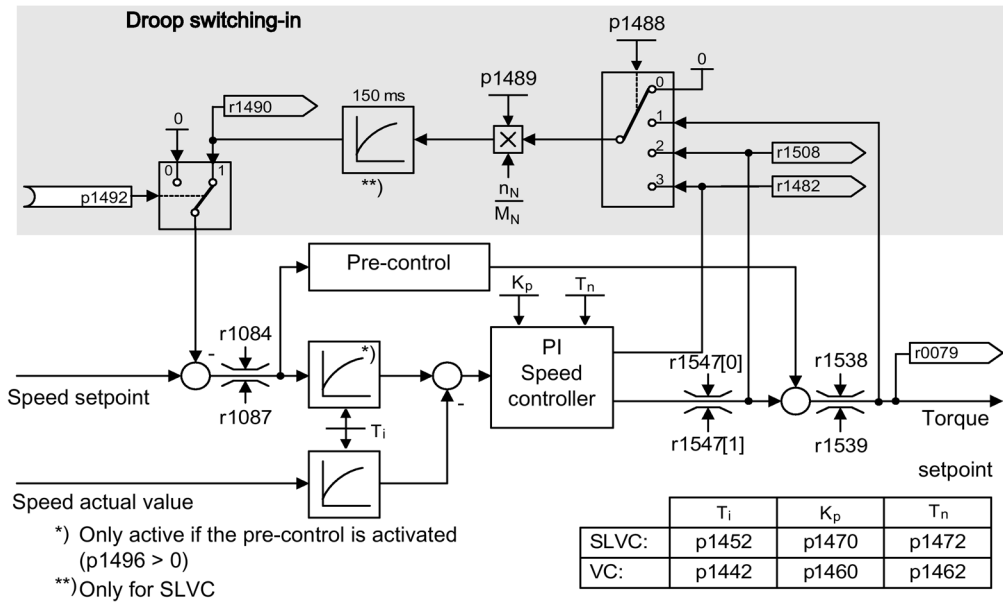 Droop switching-in
p1488
0
p1489
0
150 ms
r1490
1
0
2
r1508
0
1
**)
3
r1482
p1492
n_N
M_N
Pre-control
K_p
T_n
r1084
-
*)
PI
Speed
controller
r1547[0]
r1538
r0079
Speed setpoint
r1087
-
T_i
r1547[1]
r1539
Torque
setpoint
Speed actual value
*) Only active if the pre-control is activated
(p1496 > 0)
**) Only for SLVC
T_i K_p T_n
SLVC: p1452 p1470 p1472
VC: p1442 p1460 p1462